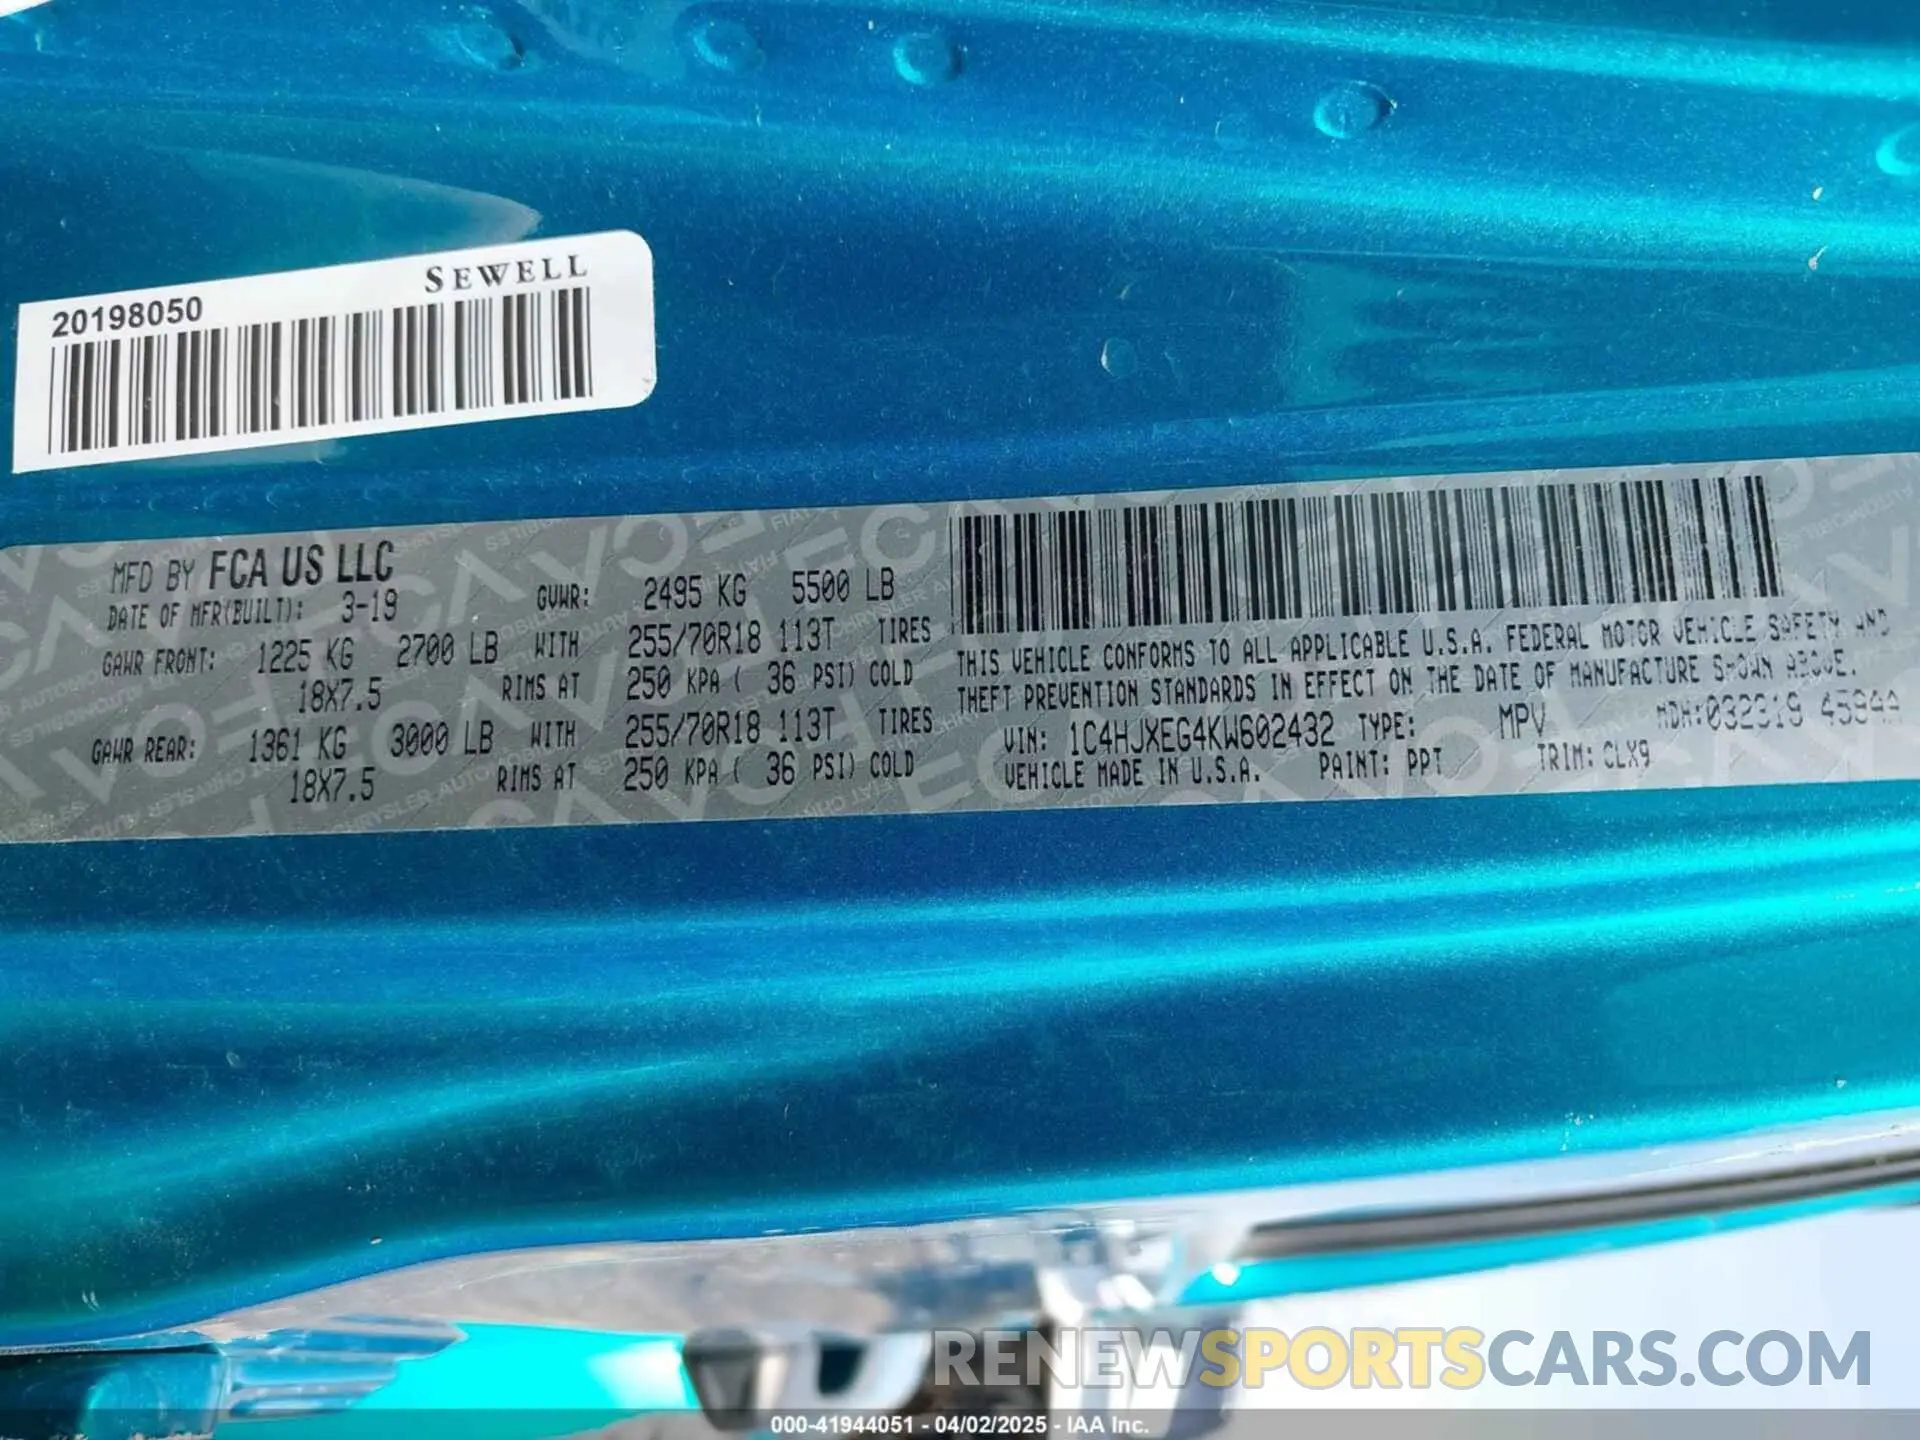 SEWELL
20198050
MFD BY FCA US LLC
DATE OF MFR(BUILT): 3-19 GVWR: 2495 KG 5500 LB
GAWR FRONT: 1225 KG 2700 LB WITH 255/70R18 113T TIRES
18X7.5 RIMS AT 250 KPA ( 36 PSI) COLD
GAWR REAR: 1361 KG 3000 LB WITH 255/70R18 113T TIRES
18X7.5 RIMS AT 250 KPA ( 36 PSI) COLD
THIS VEHICLE CONFORMS TO ALL APPLICABLE U.S.A. FEDERAL MOTOR VEHICLE SAFETY AND
THEFT PREVENTION STANDARDS IN EFFECT ON THE DATE OF MANUFACTURE SHOWN ABOVE.
VIN: 1C4HJXEG4KW602432 TYPE: MPV MDH:
VEHICLE MADE IN U.S.A. PAINT: PPT TRIM: CLX9
RENEWSPORTSCARS.COM
000-41944051 - 04/02/2025 - IAA Inc.